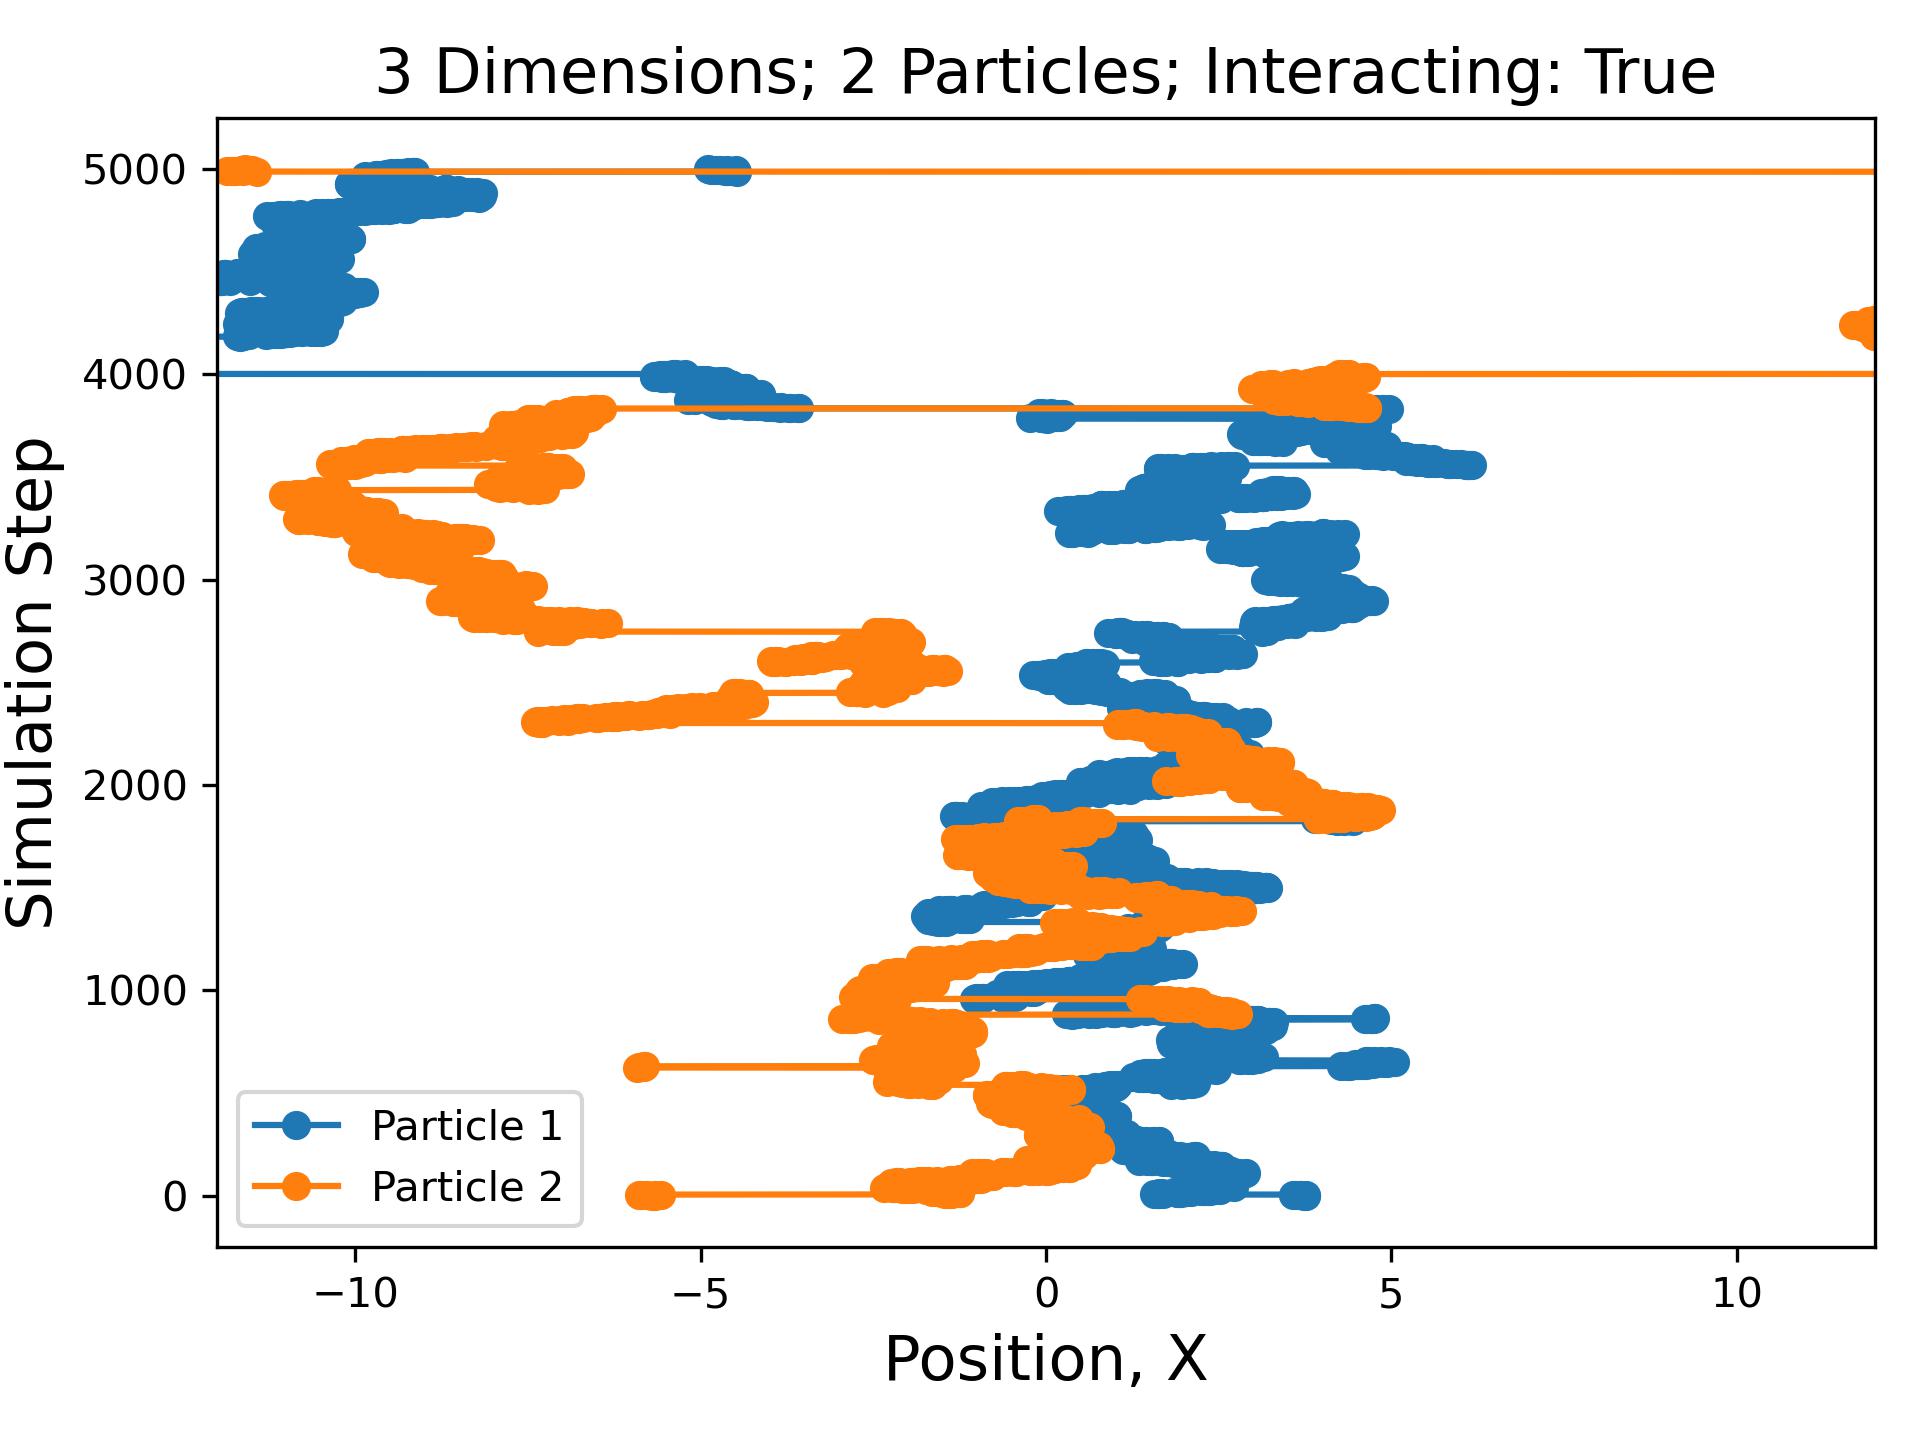 3 Dimensions; 2 Particles; Interacting: True
Simulation Step
5000
4000
3000
2000
1000
0
Particle 1
Particle 2
−10
−5
0
5
10
Position, X